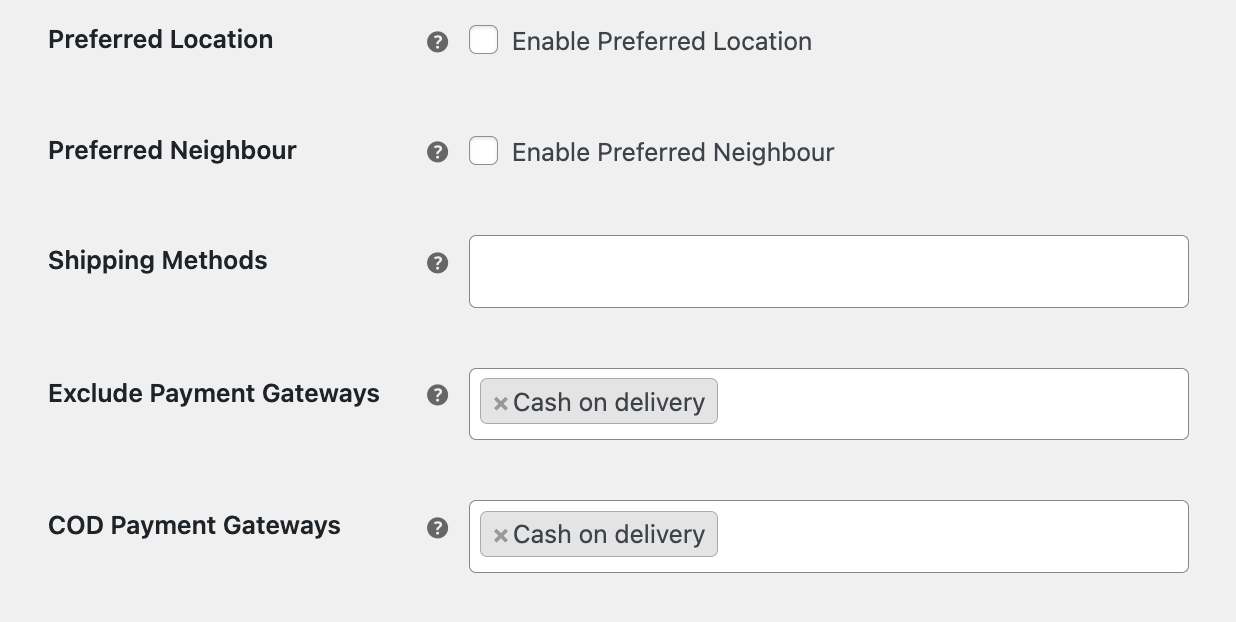 Preferred Location ? Enable Preferred Location
Preferred Neighbour ? Enable Preferred Neighbour
Shipping Methods ?
Exclude Payment Gateways ? × Cash on delivery
COD Payment Gateways ? × Cash on delivery